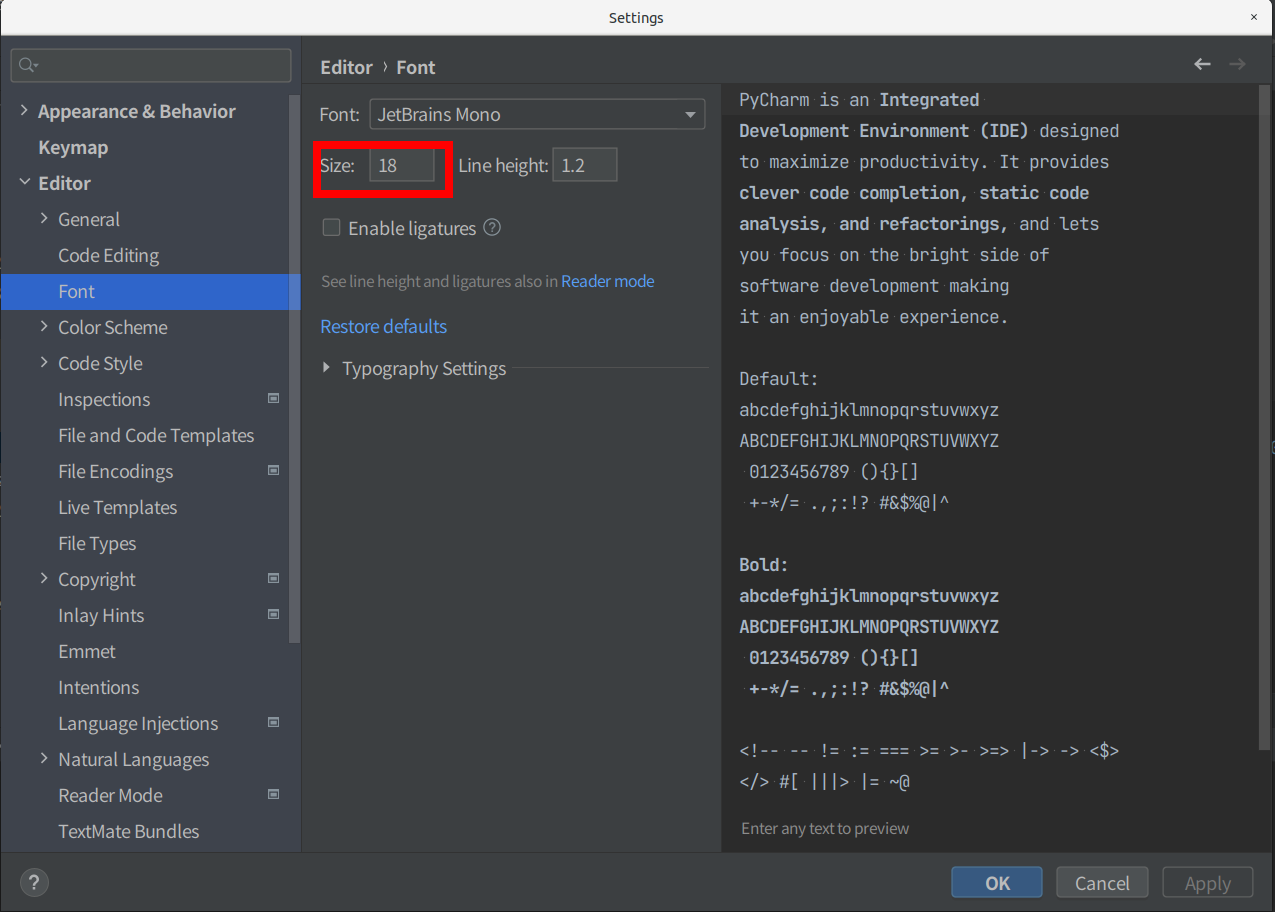 Settings
×
Appearance & Behavior
Keymap
Editor
General
Code Editing
Font
Color Scheme
Code Style
Inspections
File and Code Templates
File Encodings
Live Templates
File Types
Copyright
Inlay Hints
Emmet
Intentions
Language Injections
Natural Languages
Reader Mode
TextMate Bundles
Editor › Font
Font: JetBrains Mono
Size: 18 Line height: 1.2
Enable ligatures ?
See line height and ligatures also in Reader mode
Restore defaults
Typography Settings
PyCharm is an Integrated
Development Environment (IDE) designed
to maximize productivity. It provides
clever code completion, static code
analysis, and refactorings, and lets
you focus on the bright side of
software development making
it an enjoyable experience.
Default:
abcdefghijklmnopqrstuvwxyz
ABCDEFGHIJKLMNOPQRSTUVWXYZ
0123456789 (){}[]
+-*/= .,;:!? #&$%@|^
Bold:
abcdefghijklmnopqrstuvwxyz
ABCDEFGHIJKLMNOPQRSTUVWXYZ
0123456789 (){}[]
+-*/= .,;:!? #&$%@|^
<!-- -- != := === >= >- >=> |-> -> <$>
</> #[ |||> |= ~@
Enter any text to preview
?
OK
Cancel
Apply